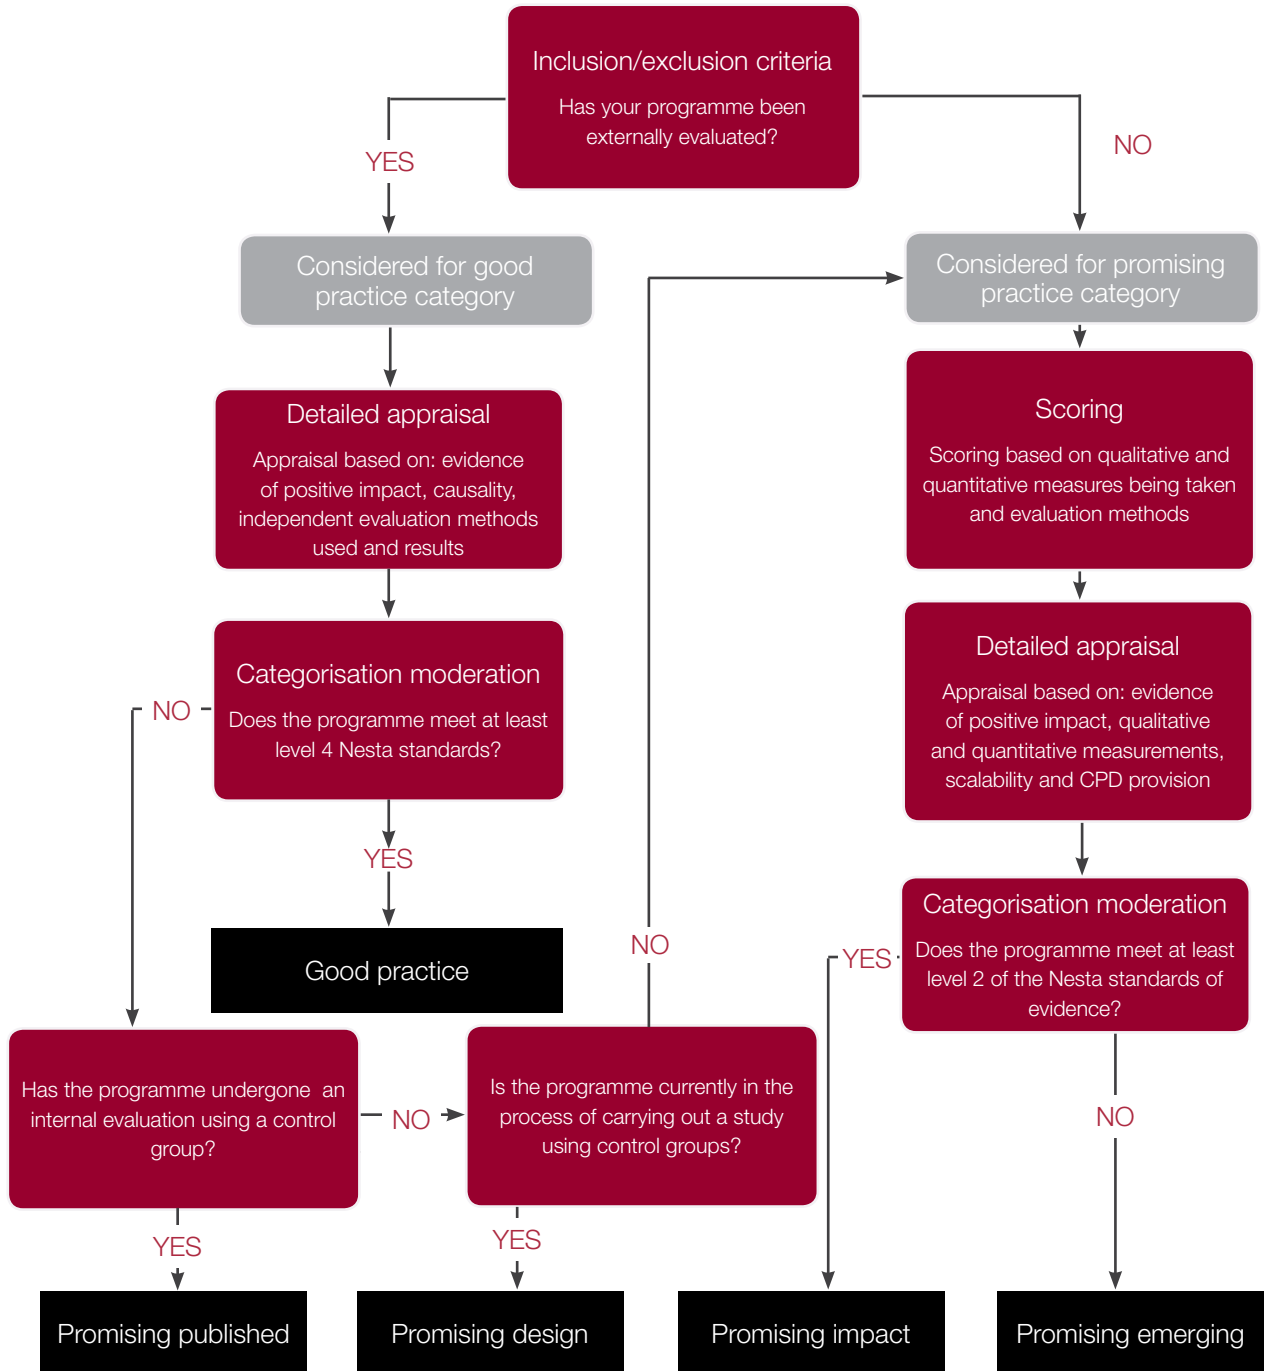 Inclusion/exclusion criteria
Has your programme been
externally evaluated?
YES
NO
Considered for good
practice category
Considered for promising
practice category
Detailed appraisal
Appraisal based on: evidence
of positive impact, causality,
independent evaluation methods
used and results
Scoring
Scoring based on qualitative and
quantitative measures being taken
and evaluation methods
Categorisation moderation
Does the programme meet at least
level 4 Nesta standards?
NO
YES
Good practice
Detailed appraisal
Appraisal based on: evidence
of positive impact, qualitative
and quantitative measurements,
scalability and CPD provision
Categorisation moderation
Does the programme meet at least
level 2 of the Nesta standards of
evidence?
NO
YES
NO
Has the programme undergone an
internal evaluation using a control
group?
NO
Is the programme currently in the
process of carrying out a study
using control groups?
YES
YES
Promising published
Promising design
Promising impact
Promising emerging